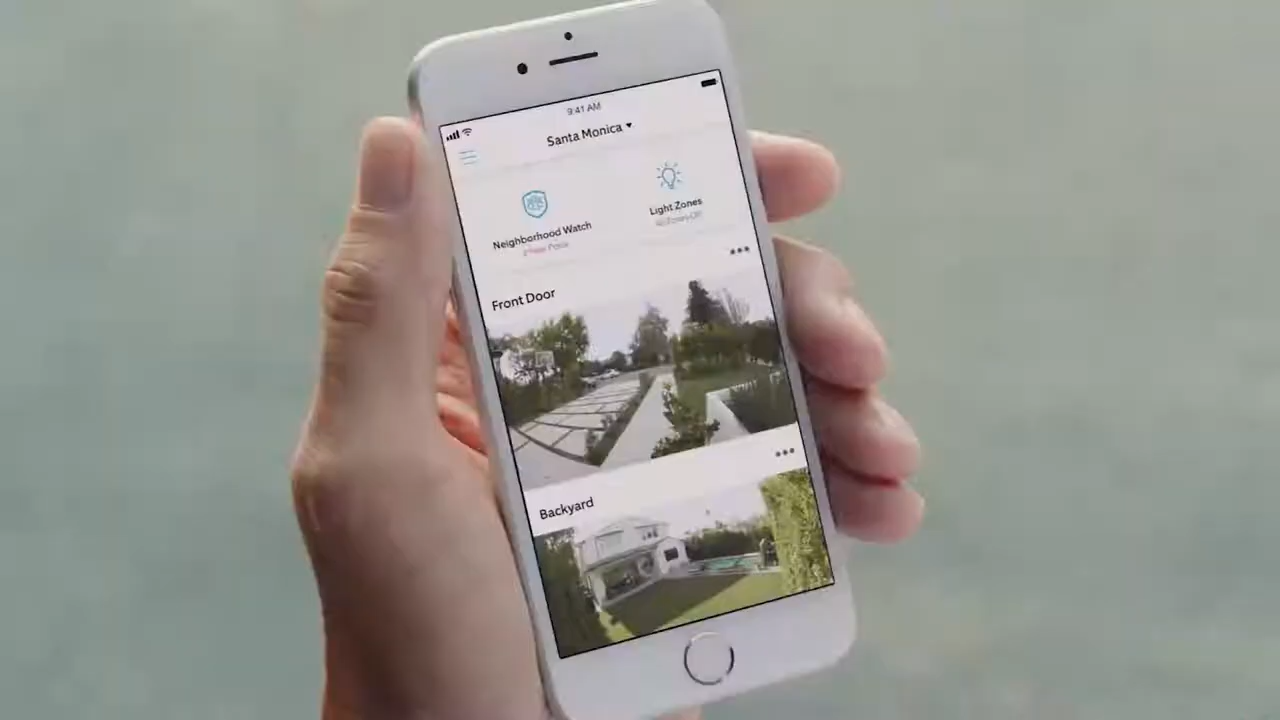 9:41 AM
Santa Monica
Neighborhood Watch
Light Zones
Front Door
Backyard